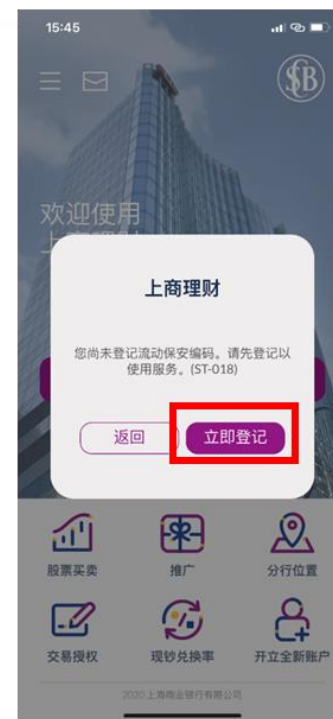 15:45
欢迎使用
上商理财
您尚未登记流动保安编码。请先登记以
使用服务。(ST-018)
返回
立即登记
股票买卖
推广
分行位置
交易授权
现钞兑换率
开立全新账户
2020 上海商业银行有限公司